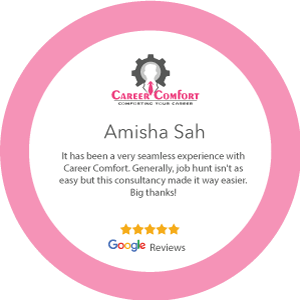 CAREER COMFORT
COMFORTING YOUR CAREER
Amisha Sah
It has been a very seamless experience with
Career Comfort. Generally, job hunt isn't as
easy but this consultancy made it way easier.
Big thanks!
Google Reviews